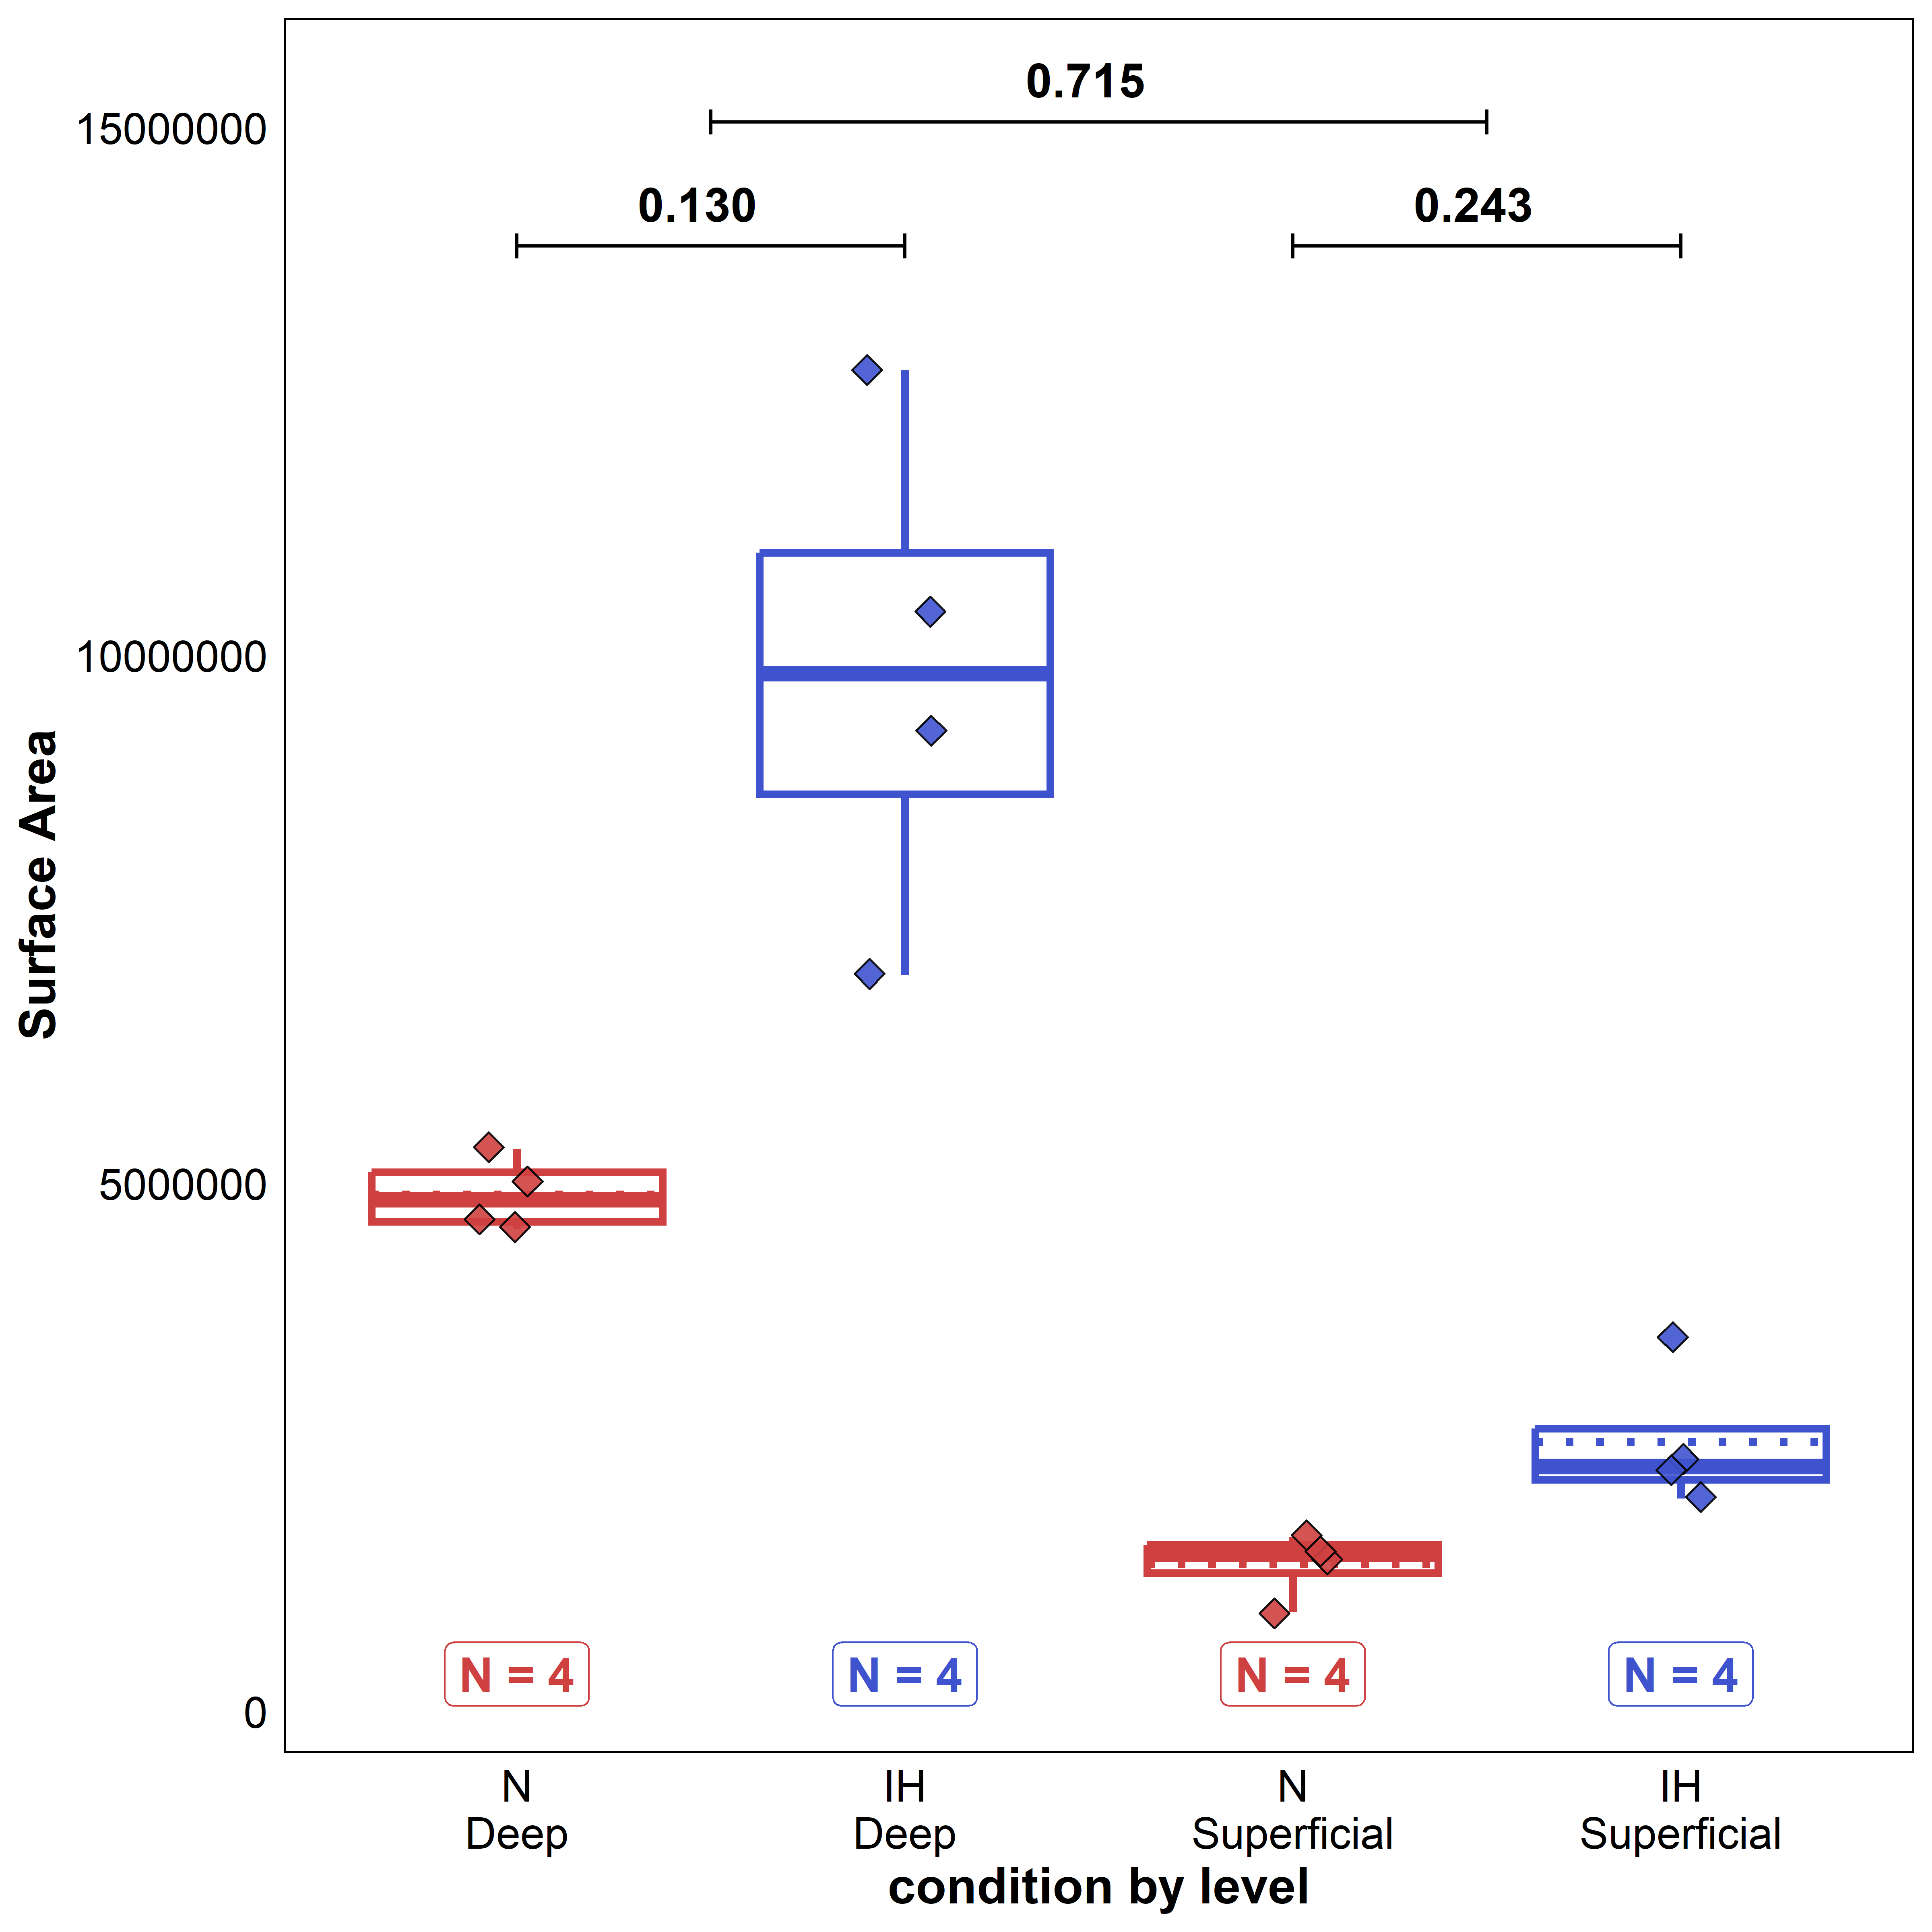 0.715
0.130
0.243
15000000
10000000
5000000
0
Surface Area
N = 4
N = 4
N = 4
N = 4
N
Deep
IH
Deep
N
Superficial
IH
Superficial
condition by level